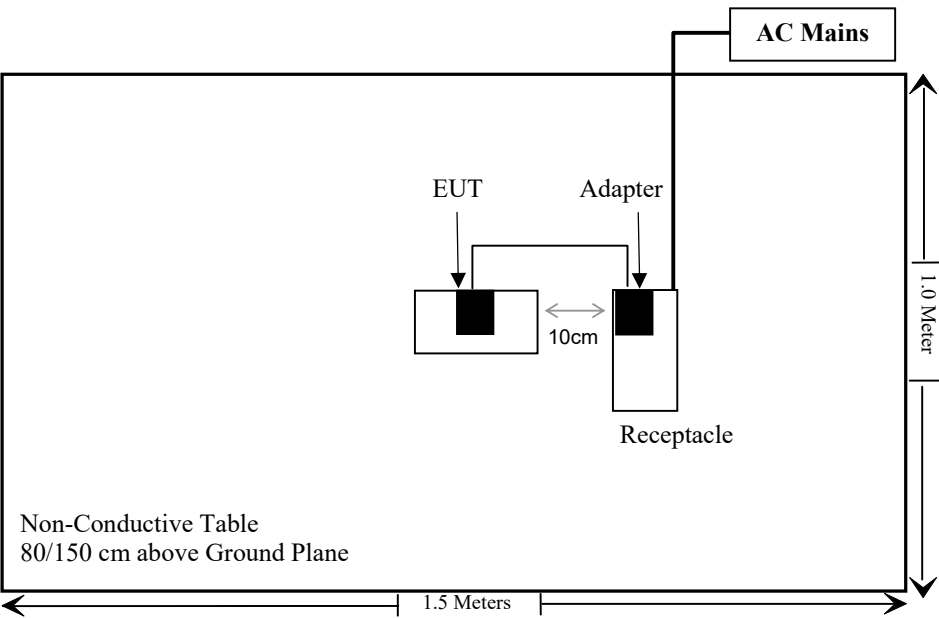 AC Mains
EUT
Adapter
10cm
1.0 Meter
Receptacle
Non-Conductive Table
80/150 cm above Ground Plane
1.5 Meters